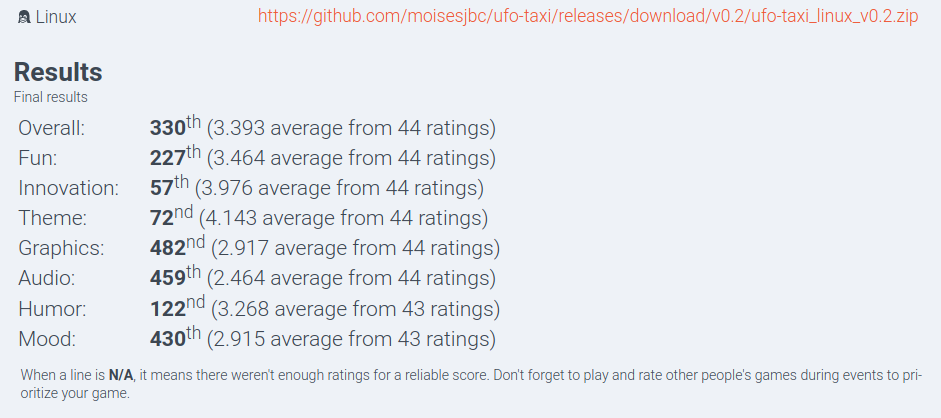 Linux https://github.com/moisesjbc/ufo-taxi/releases/download/v0.2/ufo-taxi_linux_v0.2.zip
Results
Final results
Overall: 330th (3.393 average from 44 ratings)
Fun: 227th (3.464 average from 44 ratings)
Innovation: 57th (3.976 average from 44 ratings)
Theme: 72nd (4.143 average from 44 ratings)
Graphics: 482nd (2.917 average from 44 ratings)
Audio: 459th (2.464 average from 44 ratings)
Humor: 122nd (3.268 average from 43 ratings)
Mood: 430th (2.915 average from 43 ratings)
When a line is N/A, it means there weren't enough ratings for a reliable score. Don't forget to play and rate other people's games during events to pri-
oritize your game.